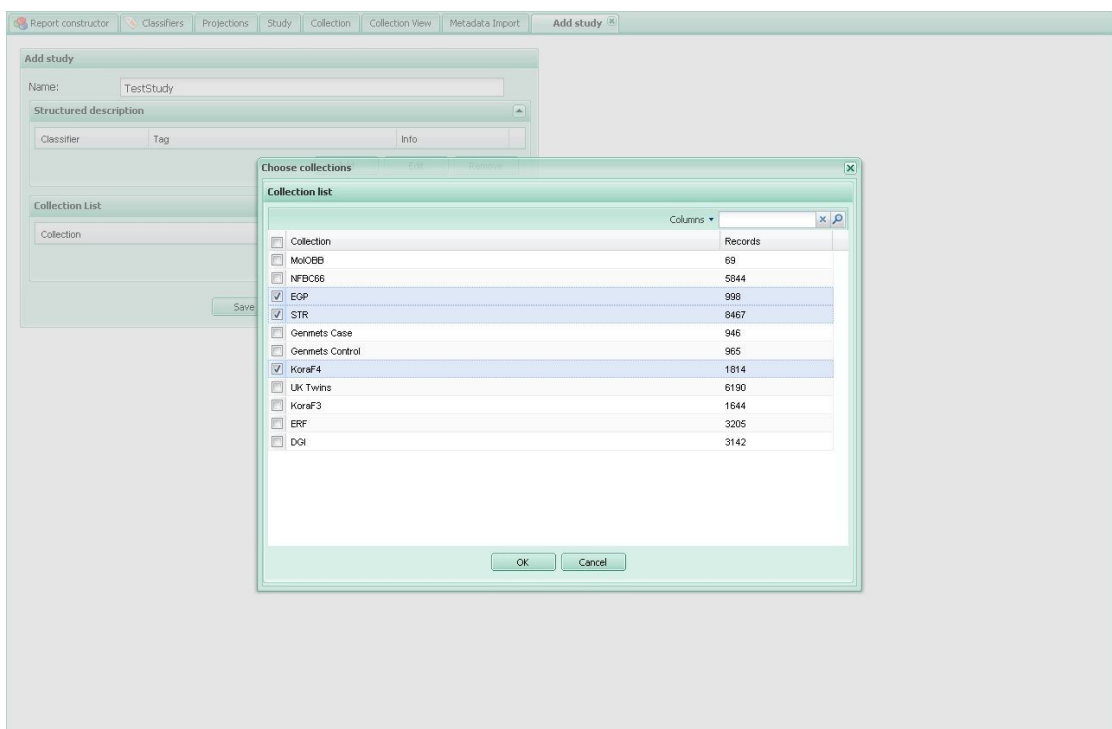 Report constructor Classifiers Projections Study Collection Collection View Metadata Import Add study
Add study
Name: TestStudy
Structured description
Classifier Tag Info
Edit Remove
Choose collections
Collection list
Columns
Collection Records
MolOBB 69
NFBC66 5844
EGP 998
STR 8467
Genmets Case 946
Genmets Control 965
KoraF4 1814
UK Twins 6190
KoraF3 1644
ERF 3205
DGI 3142
OK Cancel
Collection List
Collection
Save